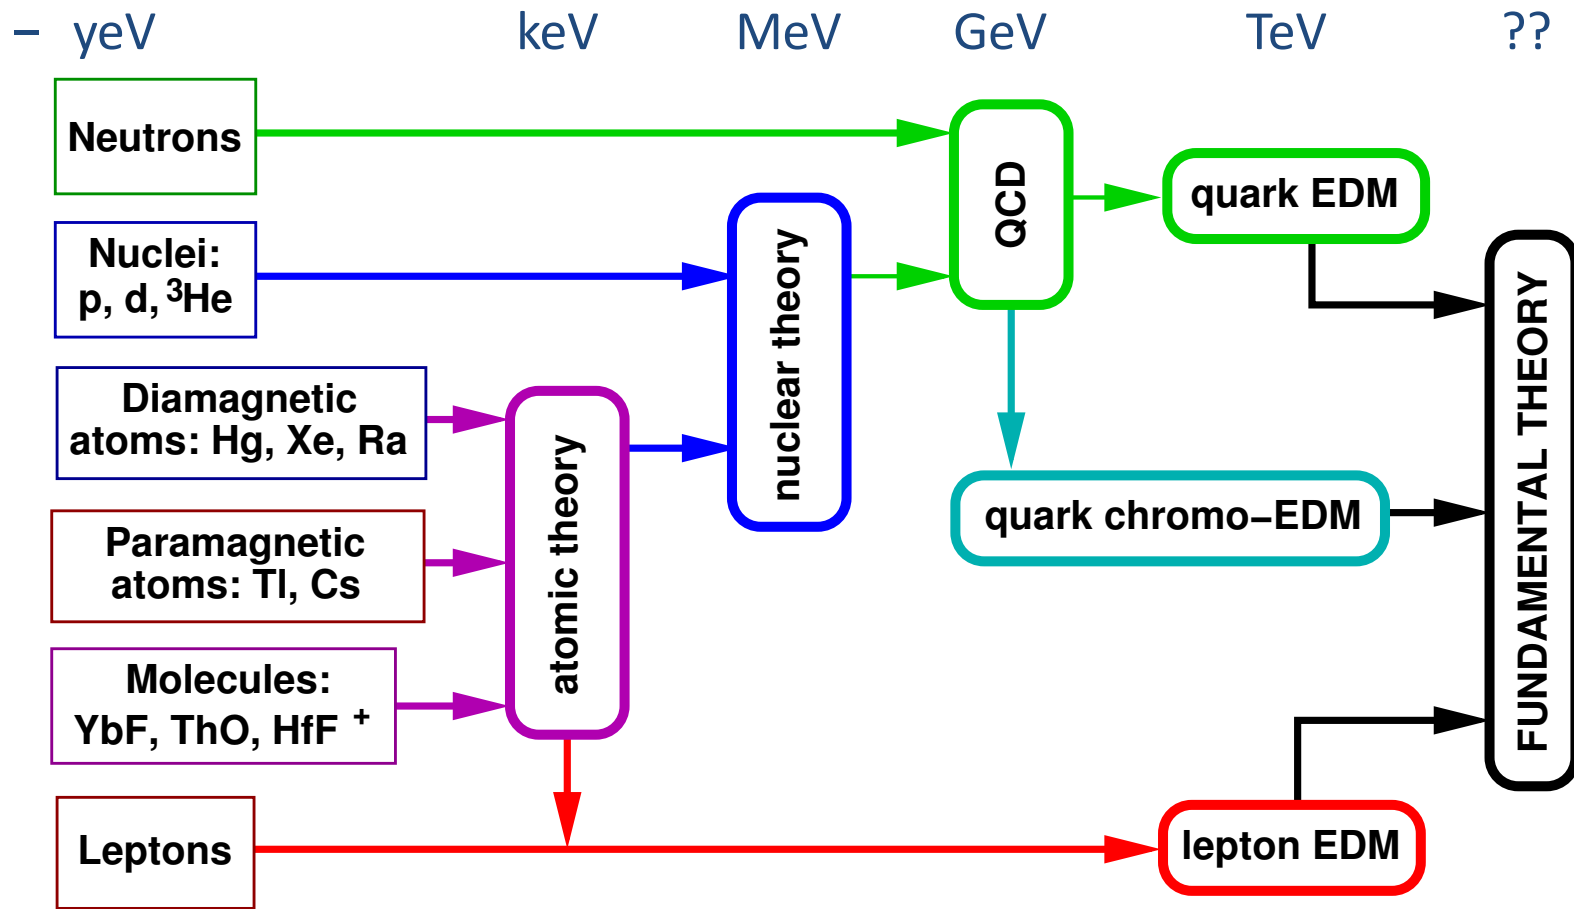 – yeV keV MeV GeV TeV ??
Neutrons
QCD
quark EDM
Nuclei:
p, d, ³He
nuclear theory
FUNDAMENTAL THEORY
Diamagnetic
atoms: Hg, Xe, Ra
atomic theory
quark chromo–EDM
Paramagnetic
atoms: Tl, Cs
Molecules:
YbF, ThO, HfF ⁺
Leptons
lepton EDM